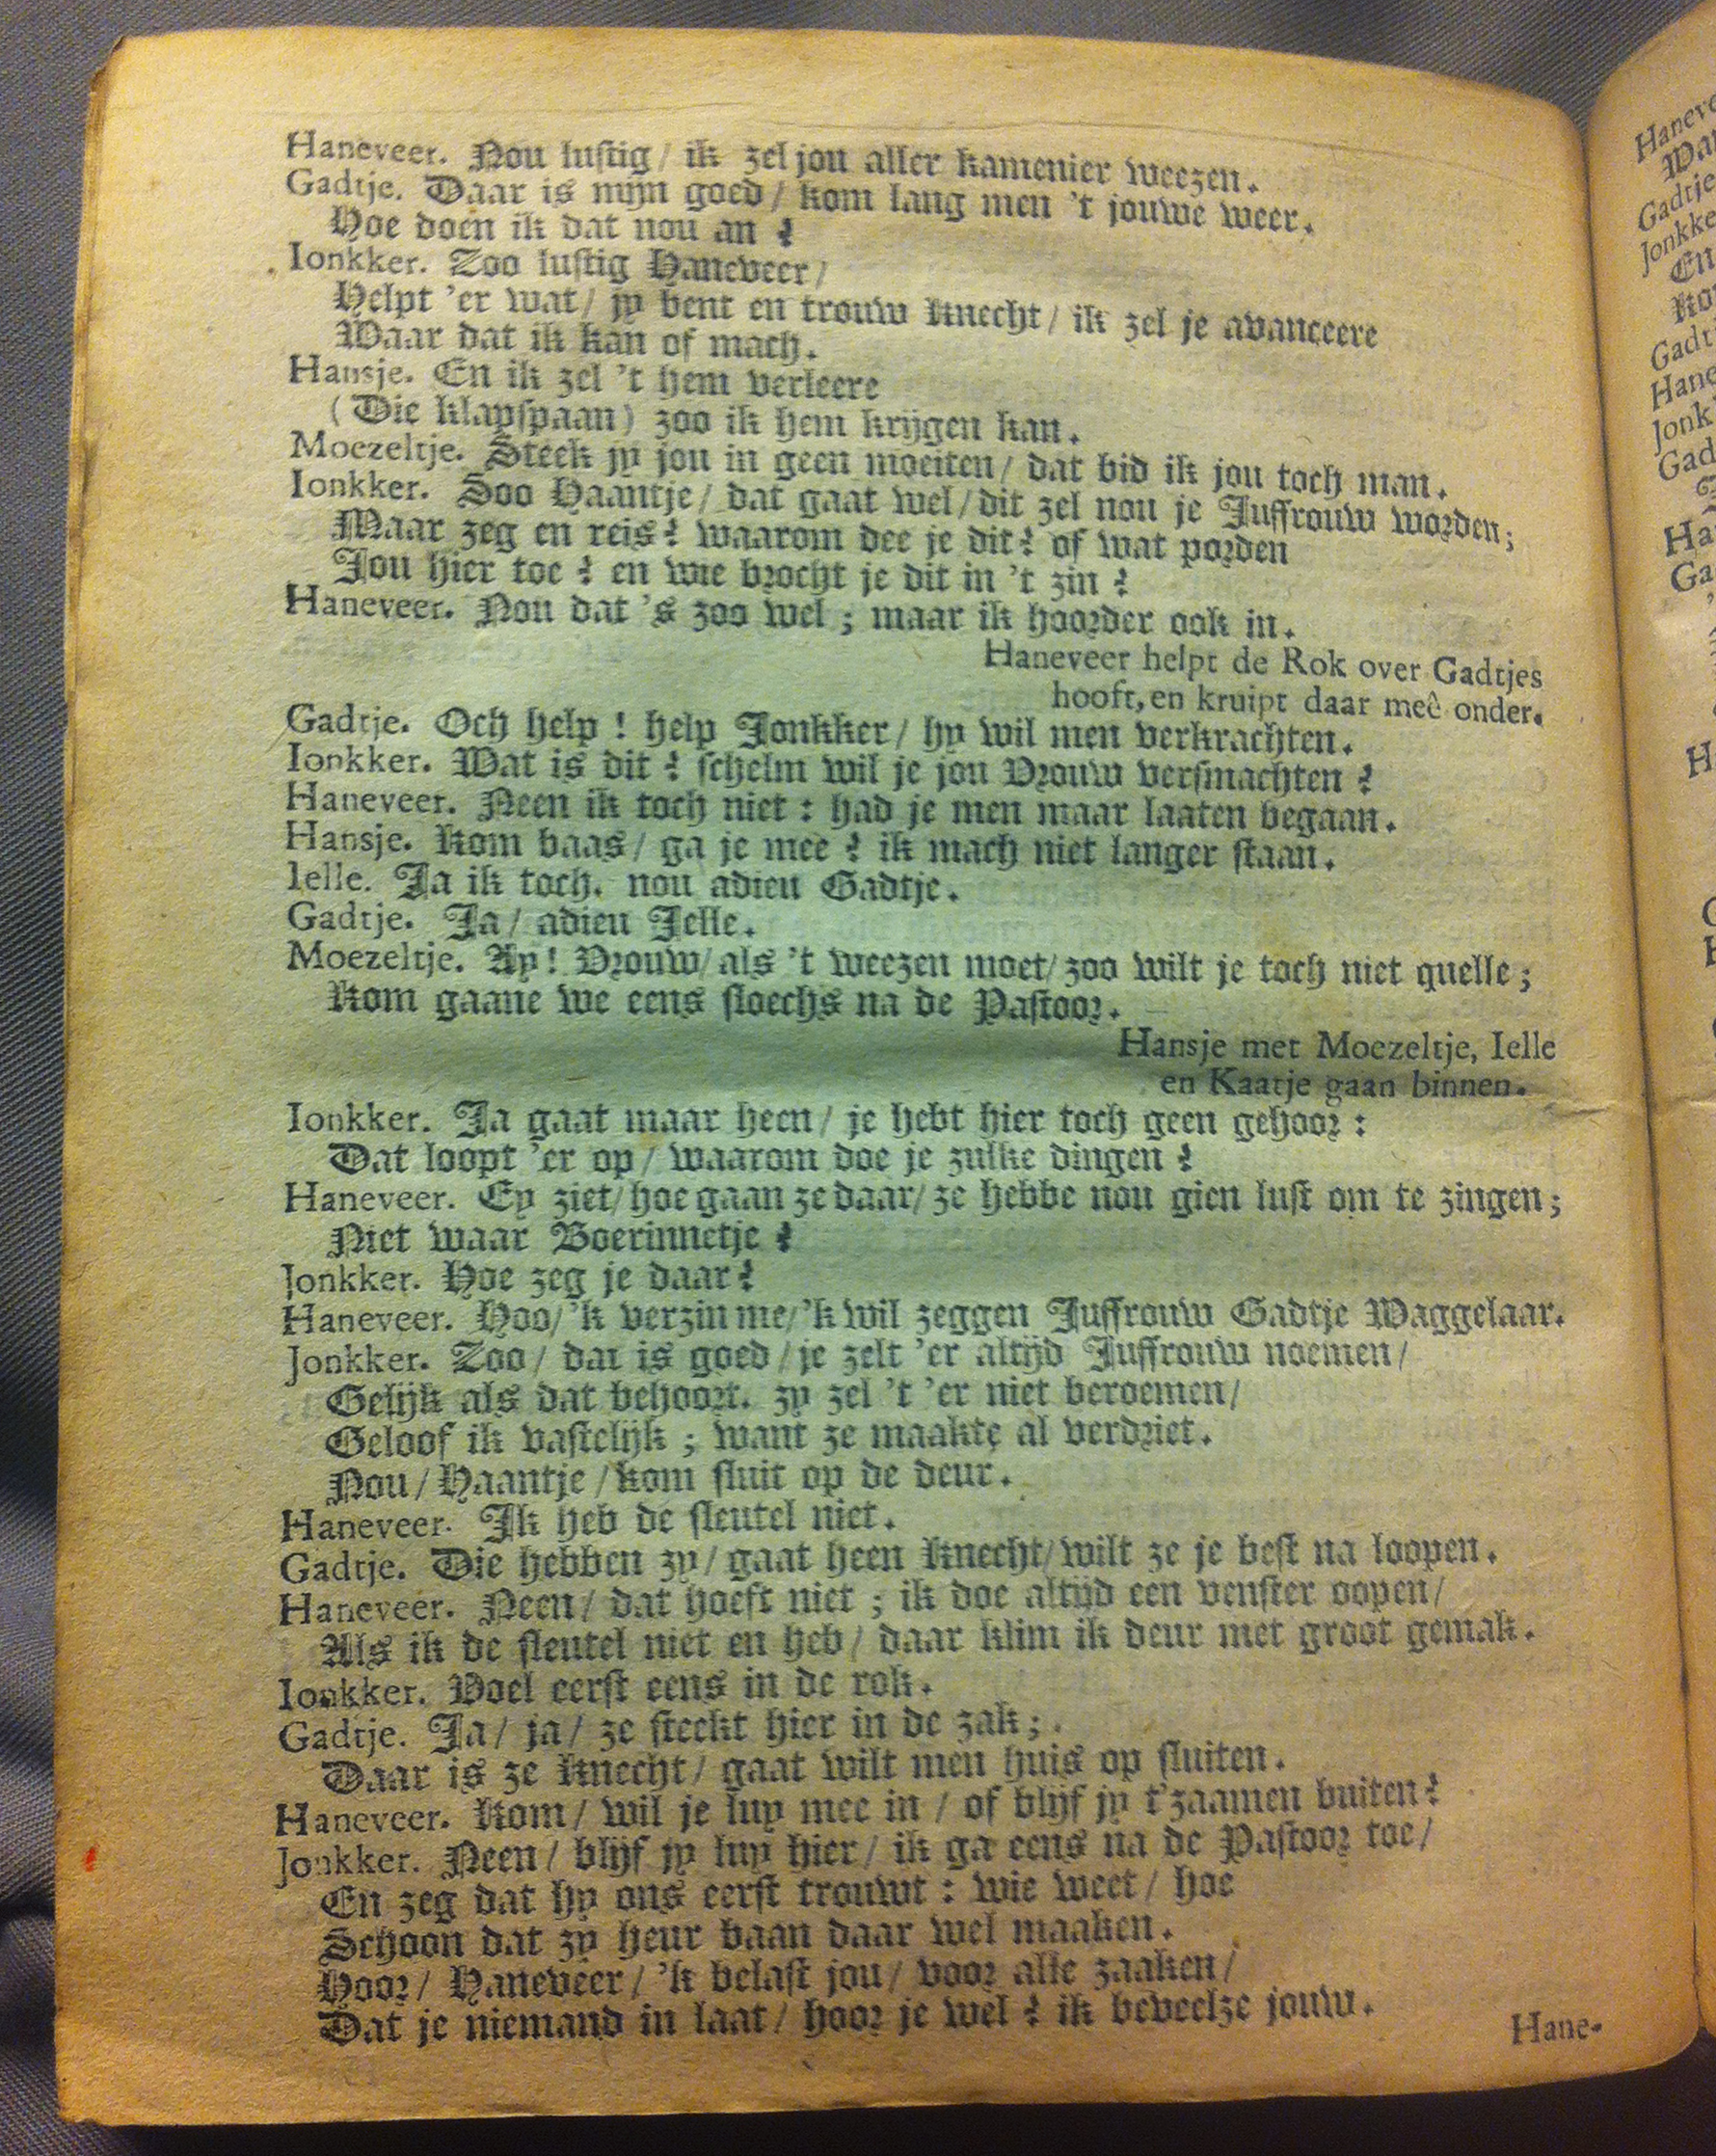 Haneveer. Nou lustig / ik zel jou aller kamenier weezen.
Gadtje. Daar is mijn goed / kom lang men 't jouwe weer.
Hoe doen ik dat nou an?
Ionkker. Zoo lustig Haneveer /
Helpt 'er wat / jy bent en trouw knecht / ik zel je avanceere
Waar dat ik kan of mach.
Hansje. En ik zel 't hem verleere
(Die klapspaan) zoo ik hem krijgen kan.
Moezeltje. Steek jy jou in geen moeiten / dat bid ik jou toch man.
Ionkker. Soo Haantje / dat gaat wel / dit zel nou je Juffrouw worden;
Maar zeg en reis? waarom dee je dit? of wat porden
Jou hier toe? en wie brocht je dit in 't zin?
Haneveer. Nou dat 's zoo wel; maar ik hoorder ook in.
Haneveer helpt de Rok over Gadtjes
hooft, en kruipt daar meê onder.
Gadtje. Och help! help Jonkker / hy wil men verkrachten.
Ionkker. Wat is dit? schelm wil je jou Vrouw versmachten?
Haneveer. Neen ik toch niet: had je men maar laaten begaan.
Hansje. Kom baas / ga je mee? ik mach niet langer staan.
Ielle. Ja ik toch. nou adieu Gadtje.
Gadtje. Ja / adieu Jelle.
Moezeltje. Ay! Vrouw / als 't weezen moet / zoo wilt je toch niet quelle;
Kom gaane we eens sloechs na de Pastoor.
Hansje met Moezeltje, Ielle
en Kaatje gaan binnen.
Ionkker. Ja gaat maar heen / je hebt hier toch geen gehoor:
Dat loopt 'er op / waarom doe je zulke dingen?
Haneveer. Ey ziet / hoe gaan ze daar / ze hebbe nou gien lust om te zingen;
Niet waar Boerinnetje?
Jonkker. Hoe zeg je daar?
Haneveer. Hoo / 'k verzin me / 'k wil zeggen Juffrouw Gadtje Waggelaar.
Jonkker. Zoo / dat is goed / je zelt 'er altijd Juffrouw noemen /
Gelijk als dat behoort. zy zel 't 'er niet beroemen /
Geloof ik vastelijk; want ze maakte al verdriet.
Nou / Haantje / kom sluit op de deur.
Haneveer. Ik heb de sleutel niet.
Gadtje. Die hebben zy / gaat heen knecht / wilt ze je best na loopen.
Haneveer. Neen / dat hoeft niet; ik doe altijd een venster oopen /
Als ik de sleutel niet en heb / daar klim ik deur met groot gemak.
Ionkker. Voel eerst eens in de rok.
Gadtje. Ja / ja / ze steekt hier in de zak;
Daar is ze knecht / gaat wilt men huis op sluiten.
Haneveer. Kom / wil je luy mee in / of blijf jy t'zaamen buiten?
Jonkker. Neen / blijf jy luy hier / ik ga eens na de Pastoor toe /
En zeg dat hy ons eerst trouwt: wie weet / hoe
Schoon dat zy heur baan daar wel maaken.
Hoor / Haneveer / 'k belast jou / voor alle zaaken /
Dat je niemand in laat / hoor je wel? ik beveelze jouw.
Hane-